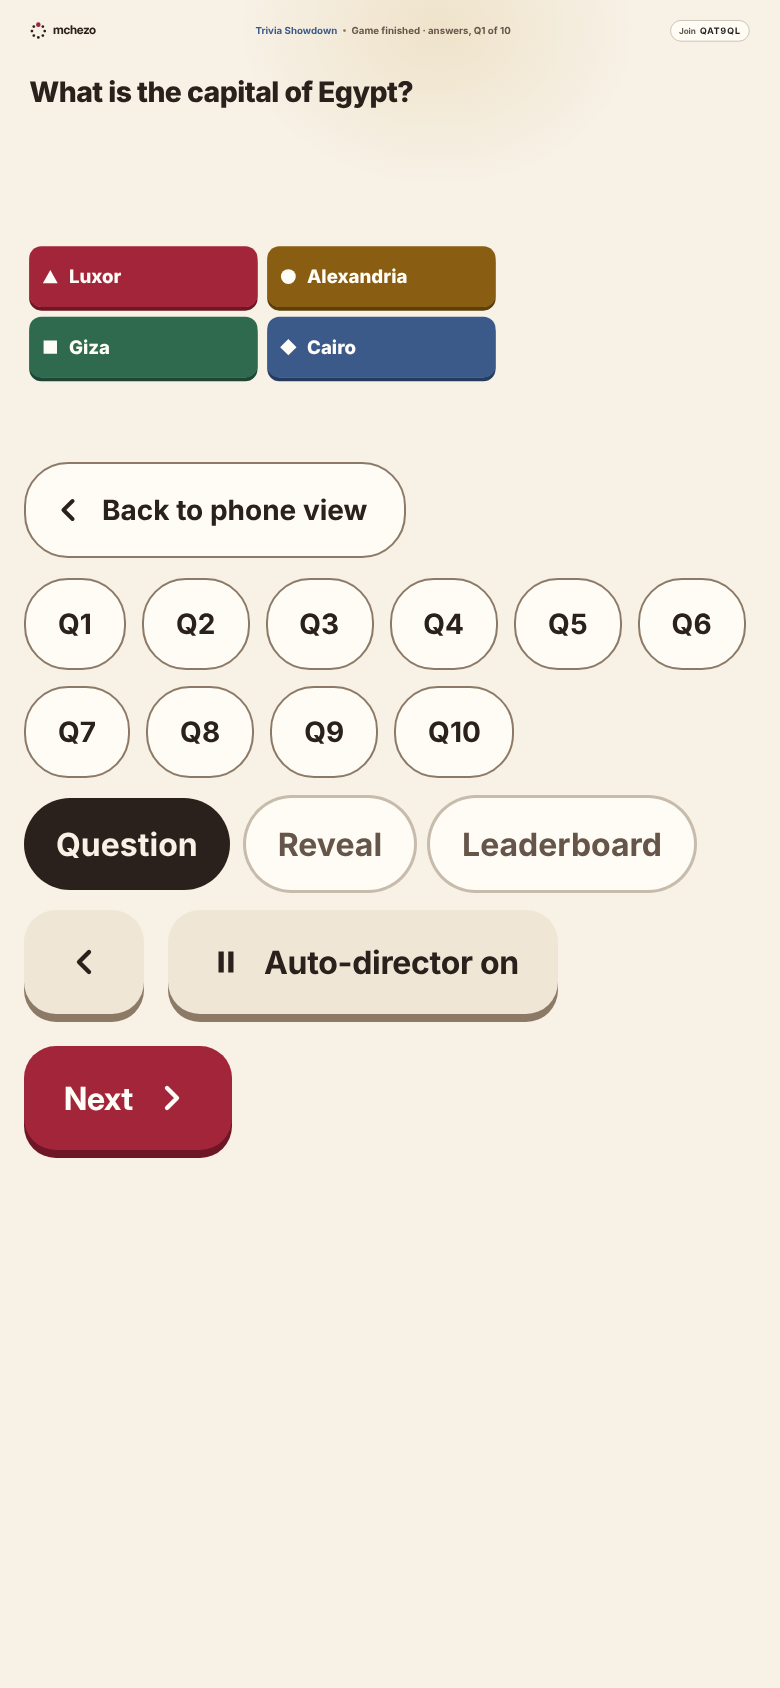 mchezo
Trivia Showdown • Game finished · answers, Q1 of 10
Join QAT9QL
What is the capital of Egypt?
Luxor
Alexandria
Giza
Cairo
Back to phone view
Q1 Q2 Q3 Q4 Q5 Q6
Q7 Q8 Q9 Q10
Question Reveal Leaderboard
Auto-director on
Next